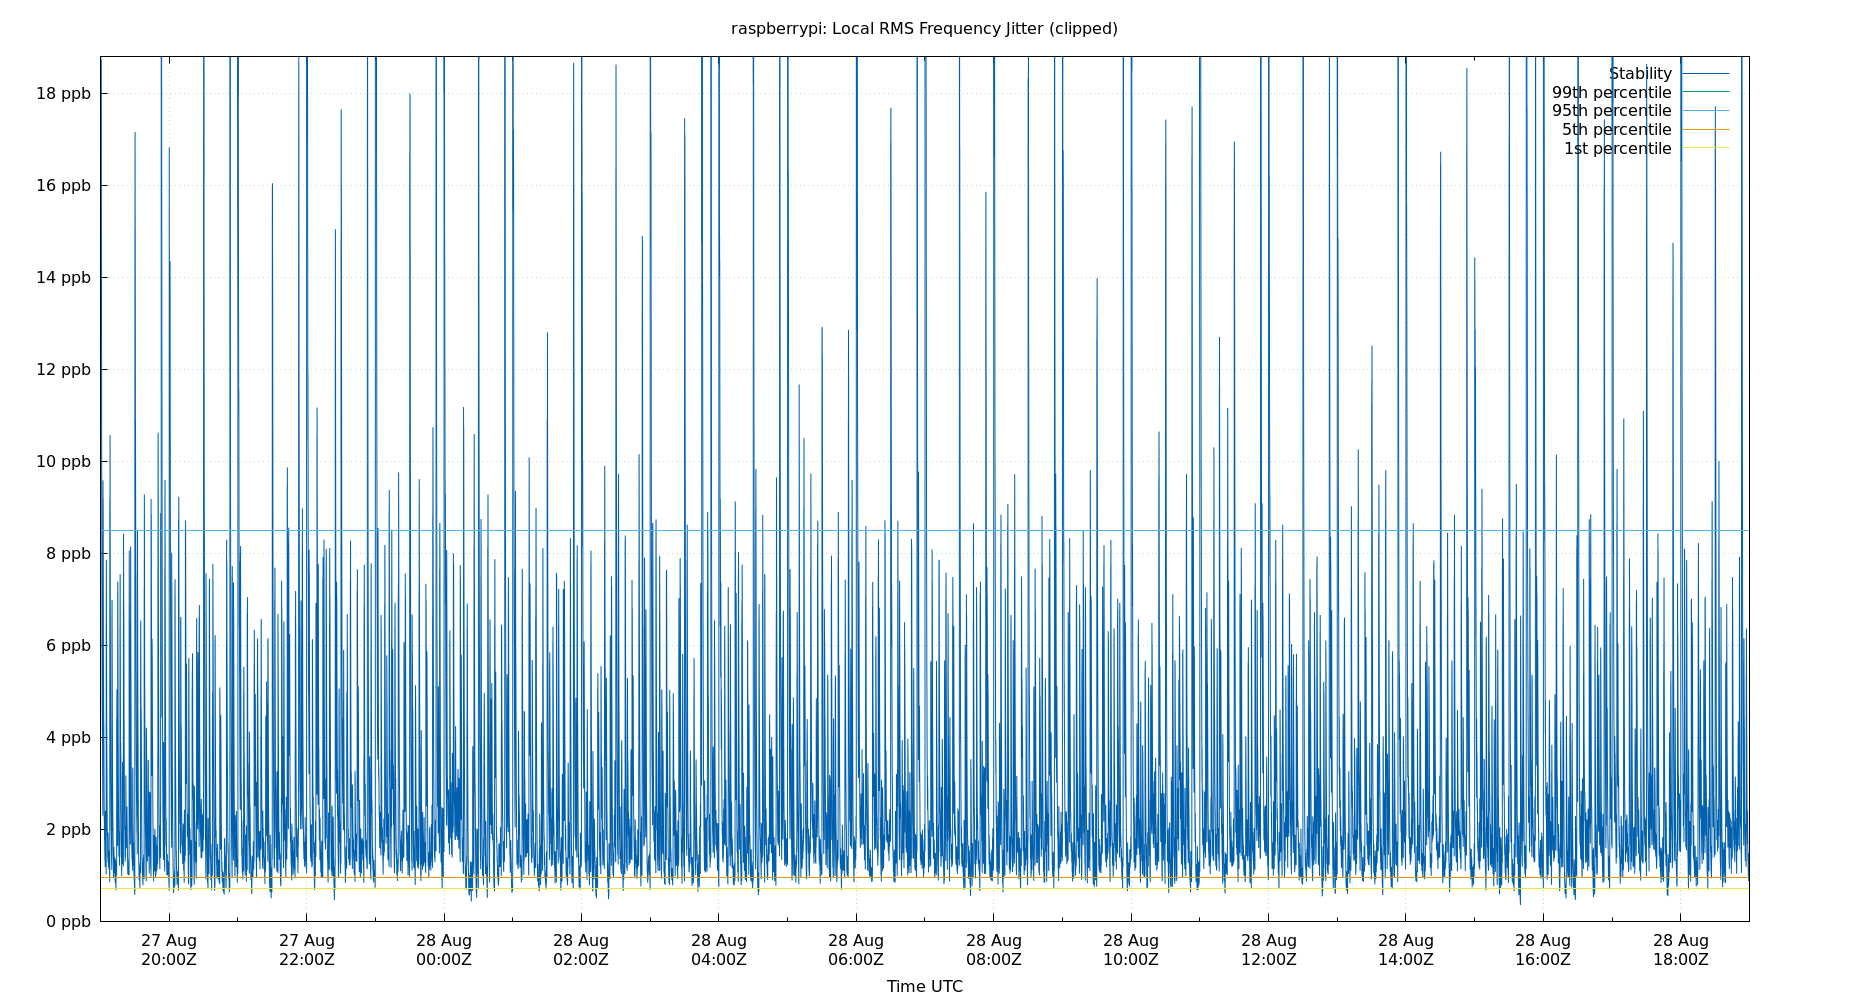 raspberrypi: Local RMS Frequency Jitter (clipped)
Stability
99th percentile
95th percentile
5th percentile
1st percentile
18 ppb
16 ppb
14 ppb
12 ppb
10 ppb
8 ppb
6 ppb
4 ppb
2 ppb
0 ppb
27 Aug 27 Aug 28 Aug 28 Aug 28 Aug 28 Aug 28 Aug 28 Aug 28 Aug 28 Aug 28 Aug 28 Aug
20:00Z 22:00Z 00:00Z 02:00Z 04:00Z 06:00Z 08:00Z 10:00Z 12:00Z 14:00Z 16:00Z 18:00Z
Time UTC